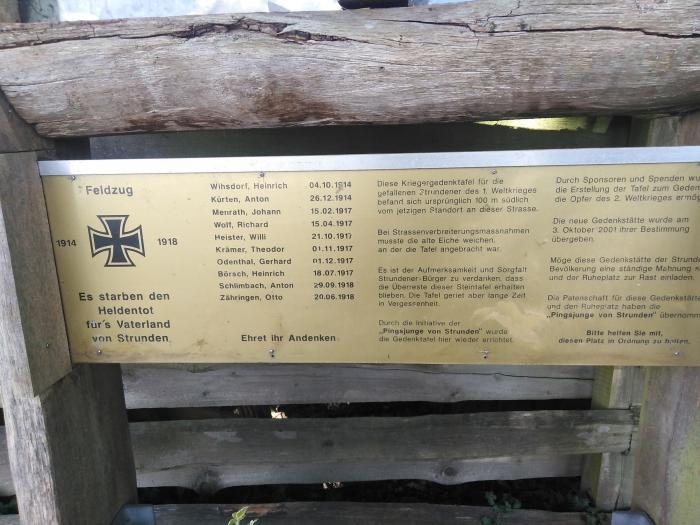 Feldzug
1914 1918
Es starben den
Heldentot
für's Vaterland
von Strunden
Wihsdorf, Heinrich 04.10.1914
Kürten, Anton 26.12.1914
Menrath, Johann 15.02.1917
Wolf, Richard 15.04.1917
Heister, Willi 21.10.1917
Krämer, Theodor 01.11.1917
Odenthal, Gerhard 01.12.1917
Börsch, Heinrich 18.07.1917
Schlimbach, Anton 29.09.1918
Zähringen, Otto 20.06.1918
Ehret ihr Andenken
Diese Kriegergedenktafel für die
gefallenen Strundener des 1. Weltkrieges
befand sich ursprünglich 100 m südlich
vom jetzigen Standort an dieser Strasse.
Bei Strassenverbreiterungsmassnahmen
musste die alte Eiche weichen,
an der die Tafel angebracht war.
Es ist der Aufmerksamkeit und Sorgfalt
Strundener-Bürger zu verdanken, dass
die Überreste dieser Steintafel erhalten
blieben. Die Tafel geriet aber lange Zeit
in Vergessenheit.
Durch die Initiative der
"Pingsjunge von Strunden" wurde
die Gedenktafel hier wieder errichtet.
Durch Sponsoren und Spenden
die Erstellung der Tafel zum
die Opfer des 2. Weltkrieges
Die neue Gedenkstätte wurde am
3. Oktober 2001 ihrer Bestimmung
übergeben.
Möge diese Gedenkstätte der
Bevölkerung eine ständige Mahnung
und der Ruheplatz zur Rast einladen.
Die Patenschaft für diese
und den Ruheplatz haben die
"Pingsjunge von Strunden"
Bitte helfen Sie mit,
diesen Platz in Ordnung zu halten.